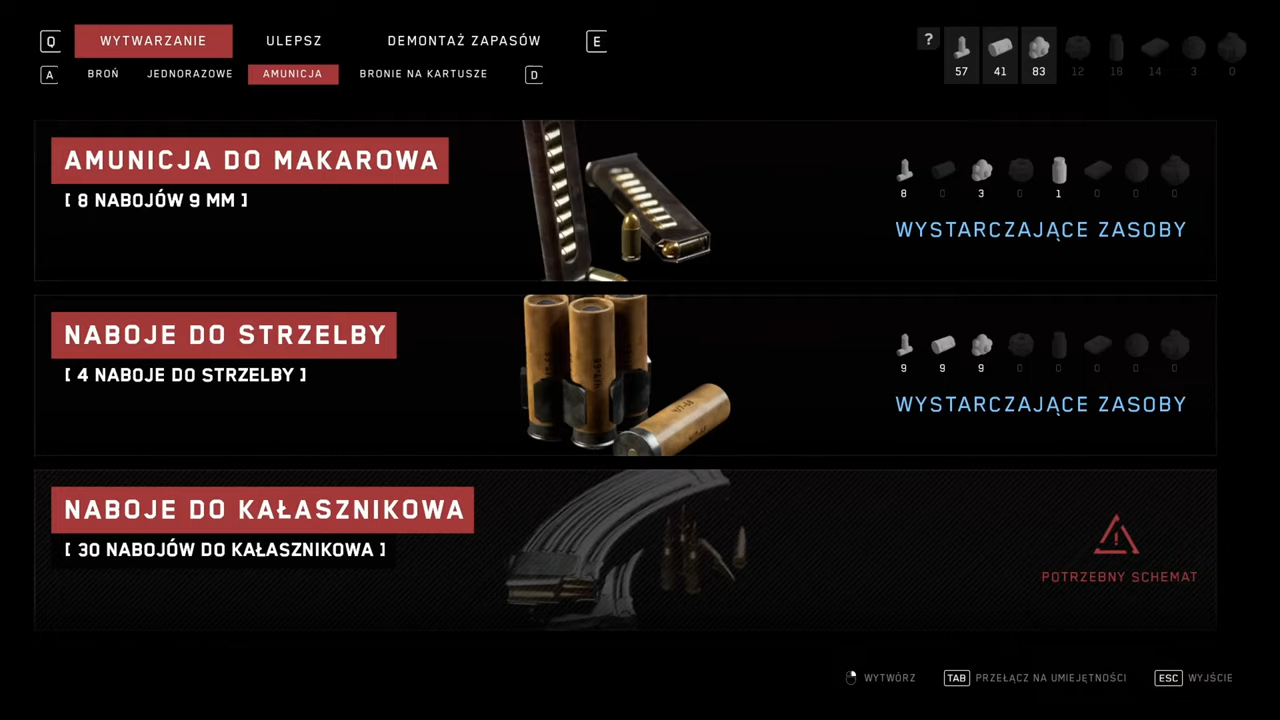 Q WYTWARZANIE ULEPSZ DEMONTAŻ ZAPASÓW E
A BROŃ JEDNORAZOWE AMUNICJA BRONIE NA KARTUSZE D
?
57 41 83 12 18 14 3 0
AMUNICJA DO MAKAROWA
[ 8 NABOJÓW 9 MM ]
8 0 3 0 1 0 0 0
WYSTARCZAJĄCE ZASOBY
NABOJE DO STRZELBY
[ 4 NABOJE DO STRZELBY ]
9 9 9 0 0 0 0 0
WYSTARCZAJĄCE ZASOBY
NABOJE DO KAŁASZNIKOWA
[ 30 NABOJÓW DO KAŁASZNIKOWA ]
POTRZEBNY SCHEMAT
WYTWÓRZ TAB PRZEŁĄCZ NA UMIEJĘTNOŚCI ESC WYJŚCIE